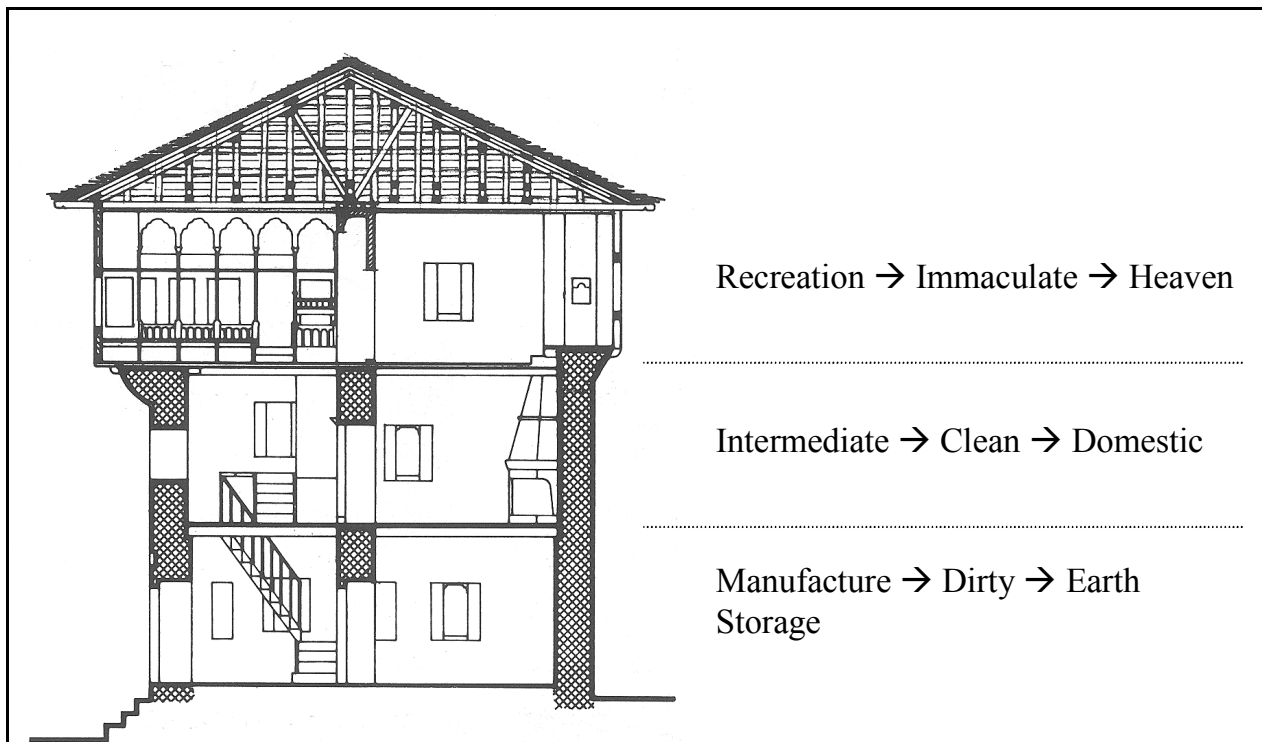 Recreation → Immaculate → Heaven
Intermediate → Clean → Domestic
Manufacture → Dirty → Earth
Storage